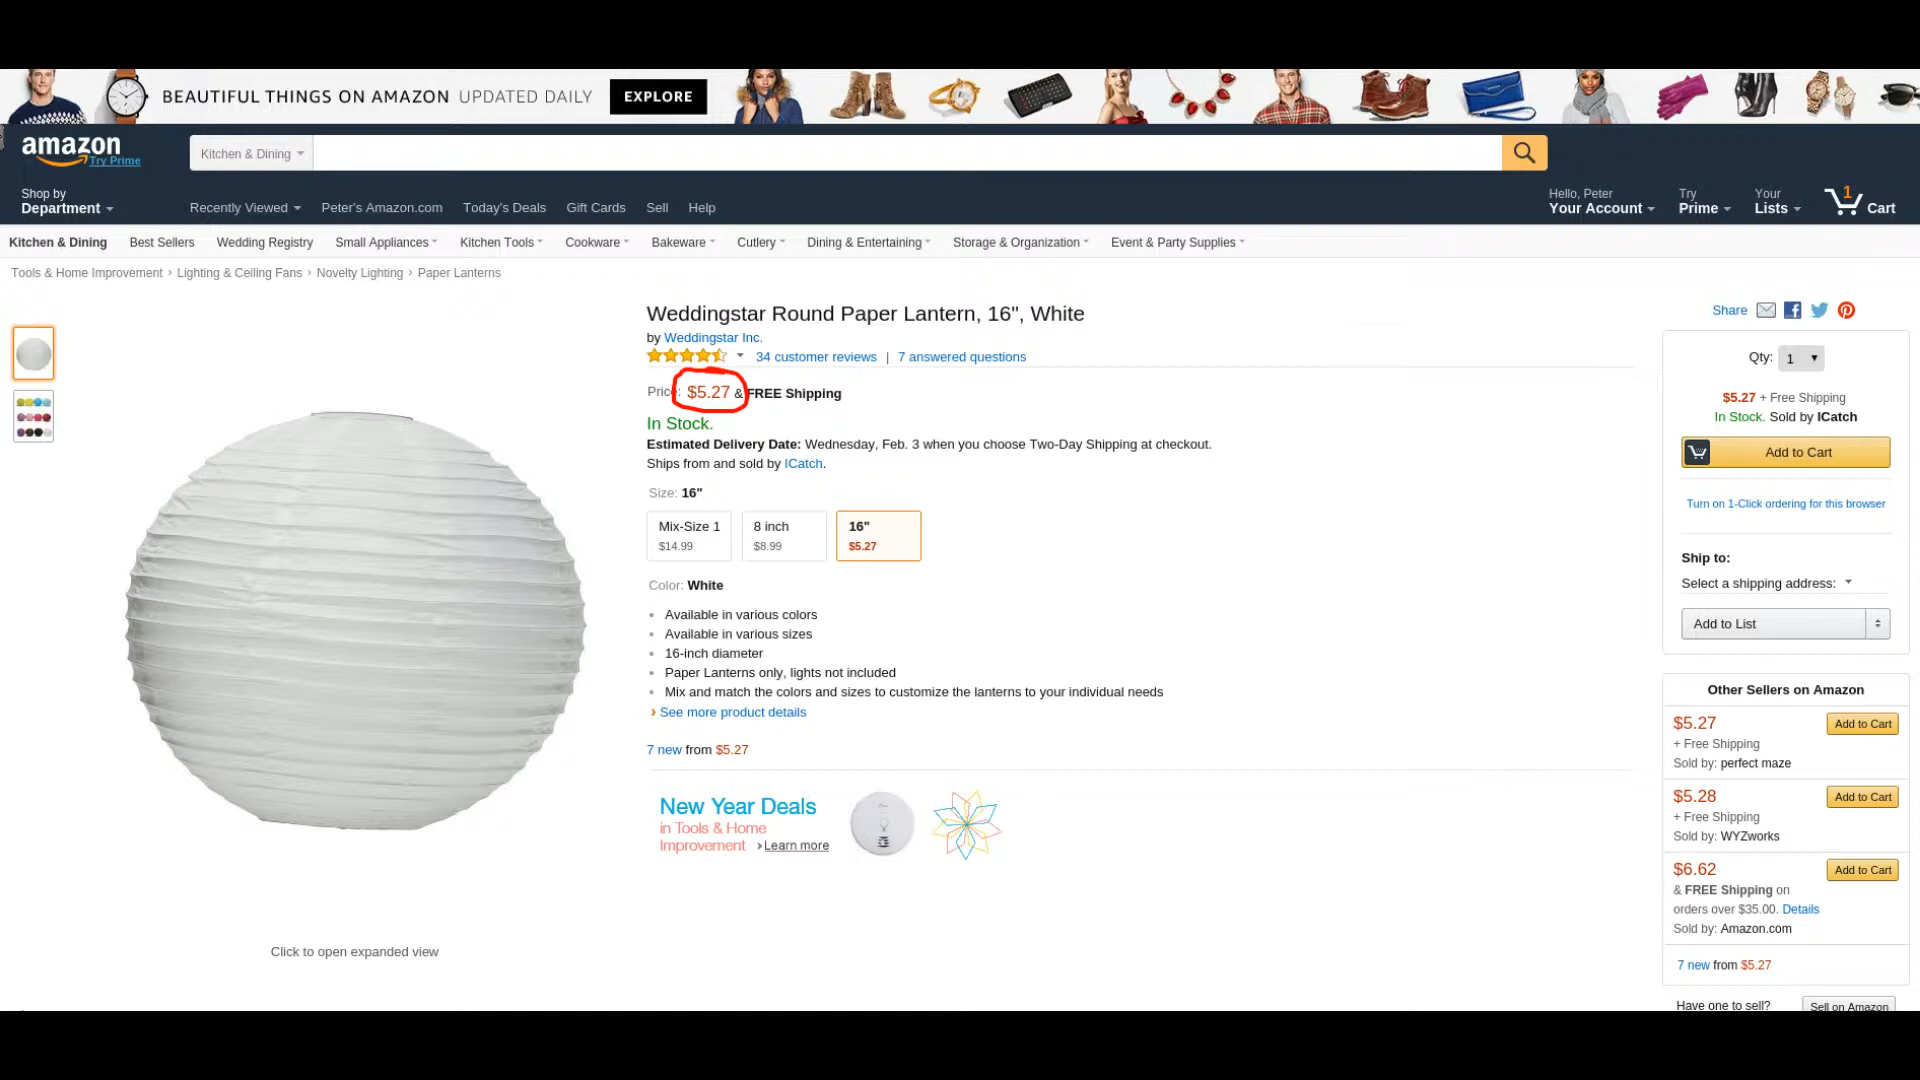 BEAUTIFUL THINGS ON AMAZON UPDATED DAILY EXPLORE
amazon
Try Prime
Kitchen & Dining
Shop by
Department
Recently Viewed Peter's Amazon.com Today's Deals Gift Cards Sell Help
Hello, Peter
Your Account
Try
Prime
Your
Lists
1
Cart
Kitchen & Dining Best Sellers Wedding Registry Small Appliances Kitchen Tools Cookware Bakeware Cutlery Dining & Entertaining Storage & Organization Event & Party Supplies
Tools & Home Improvement › Lighting & Ceiling Fans › Novelty Lighting › Paper Lanterns
Click to open expanded view
Weddingstar Round Paper Lantern, 16", White
by Weddingstar Inc.
34 customer reviews | 7 answered questions
Price: $5.27 & FREE Shipping
In Stock.
Estimated Delivery Date: Wednesday, Feb. 3 when you choose Two-Day Shipping at checkout.
Ships from and sold by ICatch.
Size: 16"
Mix-Size 1
$14.99
8 inch
$8.99
16"
$5.27
Color: White
• Available in various colors
• Available in various sizes
• 16-inch diameter
• Paper Lanterns only, lights not included
• Mix and match the colors and sizes to customize the lanterns to your individual needs
› See more product details
7 new from $5.27
New Year Deals
in Tools & Home
Improvement › Learn more
Share
Qty: 1
$5.27 + Free Shipping
In Stock. Sold by ICatch
Add to Cart
Turn on 1-Click ordering for this browser
Ship to:
Select a shipping address:
Add to List
Other Sellers on Amazon
$5.27 Add to Cart
+ Free Shipping
Sold by: perfect maze
$5.28 Add to Cart
+ Free Shipping
Sold by: WYZworks
$6.62 Add to Cart
& FREE Shipping on
orders over $35.00. Details
Sold by: Amazon.com
7 new from $5.27
Have one to sell? Sell on Amazon